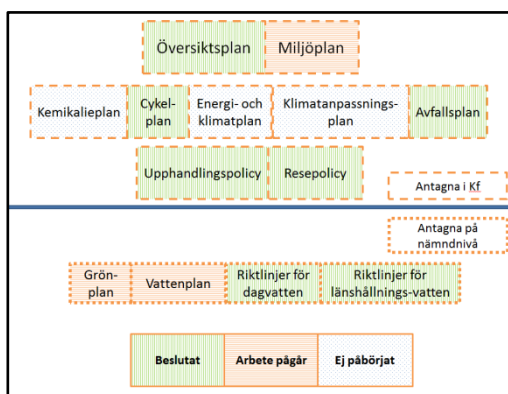 Översiktsplan
Miljöplan
Kemikalieplan
Cykel-
plan
Energi- och
klimatplan
Klimatanpassnings-
plan
Avfallsplan
Upphandlingspolicy
Resepolicy
Antagna i Kf
Antagna på
nämndnivå
Grön-
plan
Vattenplan
Riktlinjer för
dagvatten
Riktlinjer för
länshållnings-vatten
Beslutat
Arbete pågår
Ej påbörjat